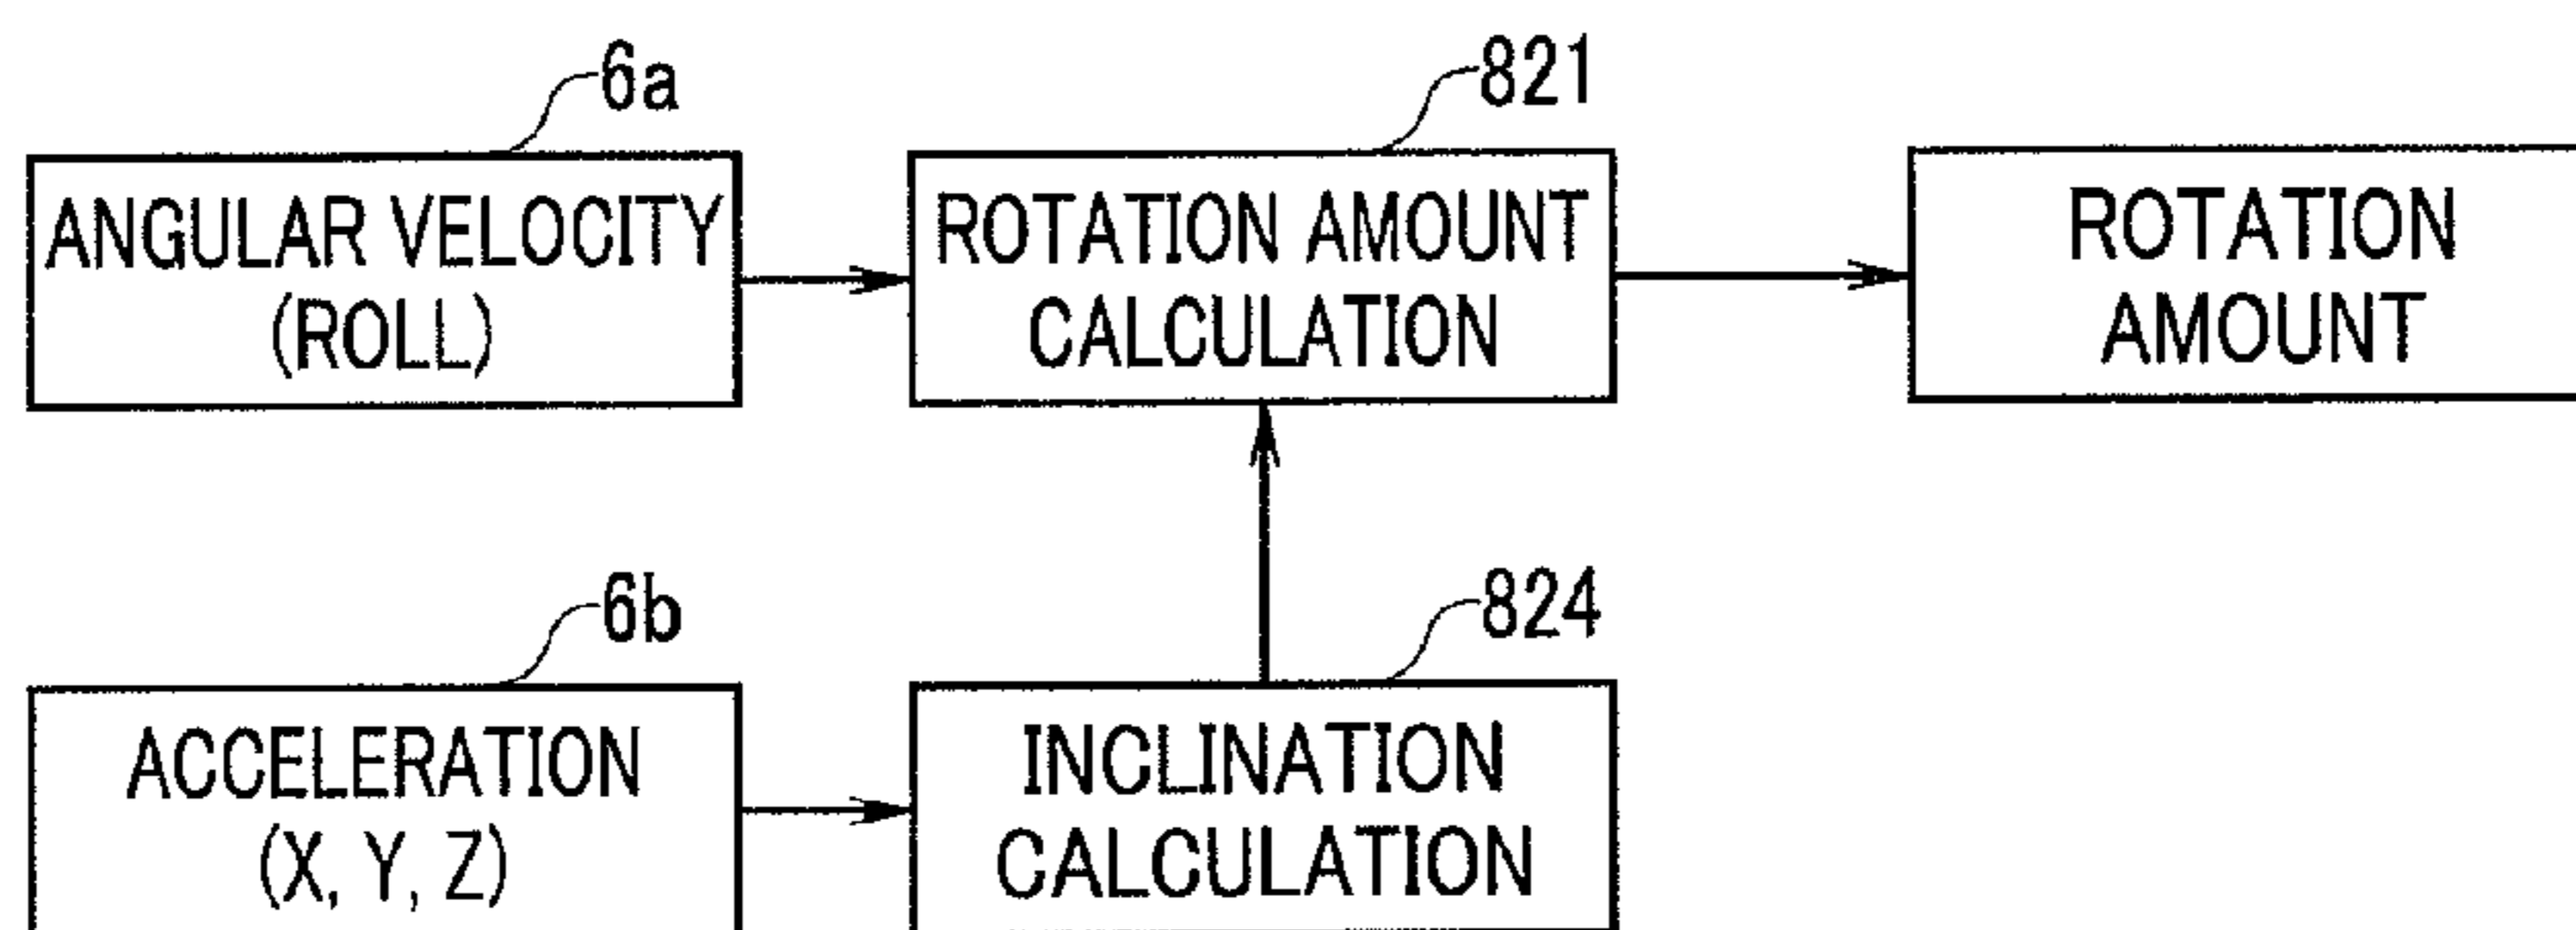 6a
821
ANGULAR VELOCITY
(ROLL)
ROTATION AMOUNT
CALCULATION
ROTATION
AMOUNT
6b
824
ACCELERATION
(X, Y, Z)
INCLINATION
CALCULATION